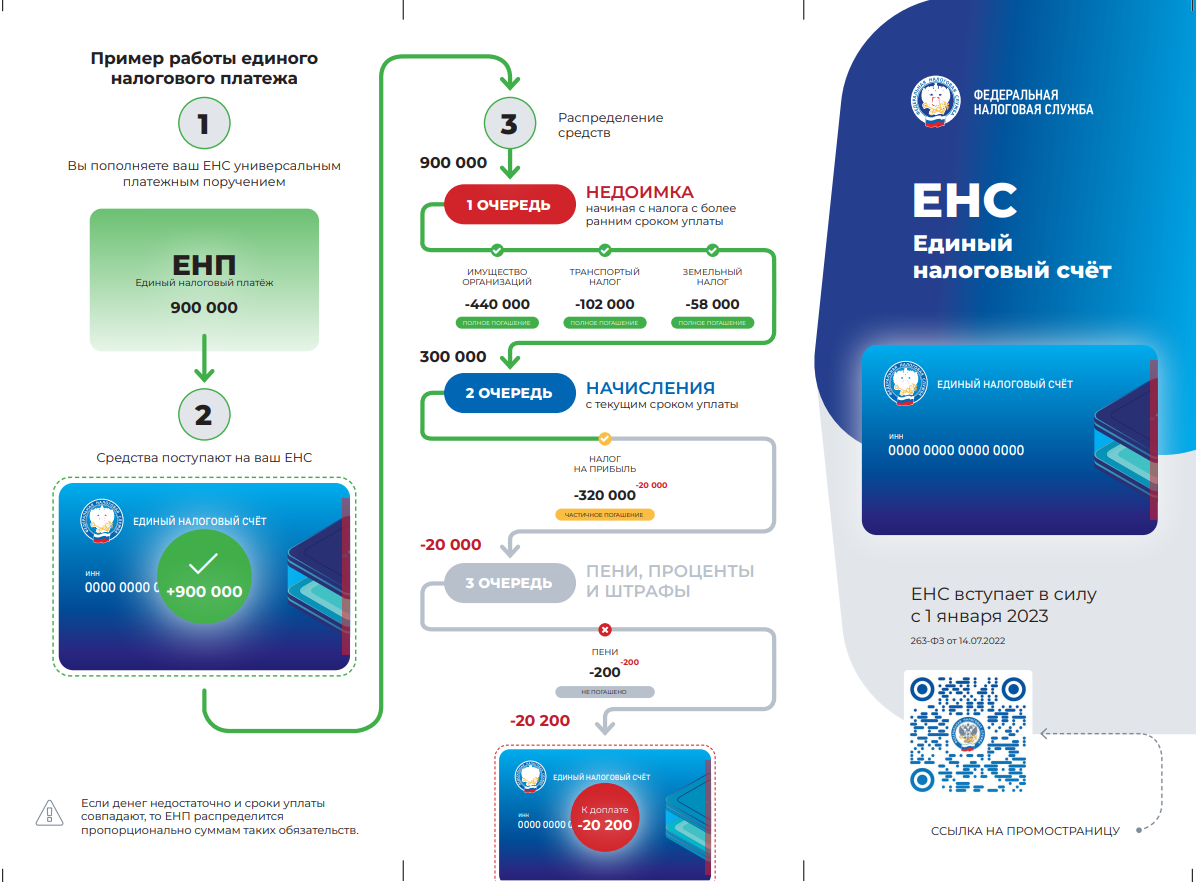 Пример работы единого
налогового платежа
1
Вы пополняете ваш ЕНС универсальным
платежным поручением
ЕНП
Единый налоговый платёж
900 000
2
Средства поступают на ваш ЕНС
ЕДИНЫЙ НАЛОГОВЫЙ СЧЁТ
ИНН
0000 0000 0
+900 000
Если денег недостаточно и сроки уплаты
совпадают, то ЕНП распределится
пропорционально суммам таких обязательств.
3
Распределение
средств
900 000
1 ОЧЕРЕДЬ
НЕДОИМКА
начиная с налога с более
ранним сроком уплаты
ИМУЩЕСТВО
ОРГАНИЗАЦИЙ
-440 000
ПОЛНОЕ ПОГАШЕНИЕ
ТРАНСПОРТЫЙ
НАЛОГ
-102 000
ПОЛНОЕ ПОГАШЕНИЕ
ЗЕМЕЛЬНЫЙ
НАЛОГ
-58 000
ПОЛНОЕ ПОГАШЕНИЕ
300 000
2 ОЧЕРЕДЬ
НАЧИСЛЕНИЯ
с текущим сроком уплаты
НАЛОГ
НА ПРИБЫЛЬ
-20 000
-320 000
ЧАСТИЧНОЕ ПОГАШЕНИЕ
-20 000
3 ОЧЕРЕДЬ
ПЕНИ, ПРОЦЕНТЫ
И ШТРАФЫ
ПЕНИ
-200
-200
НЕ ПОГАШЕНО
-20 200
ЕДИНЫЙ НАЛОГОВЫЙ СЧЁТ
ИНН
0000 0000 0
К доплате
-20 200
ФЕДЕРАЛЬНАЯ
НАЛОГОВАЯ СЛУЖБА
ЕНС
Единый
налоговый счёт
ЕДИНЫЙ НАЛОГОВЫЙ СЧЁТ
ИНН
0000 0000 0000 0000
ЕНС вступает в силу
с 1 января 2023
263-ФЗ от 14.07.2022
ССЫЛКА НА ПРОМОСТРАНИЦУ